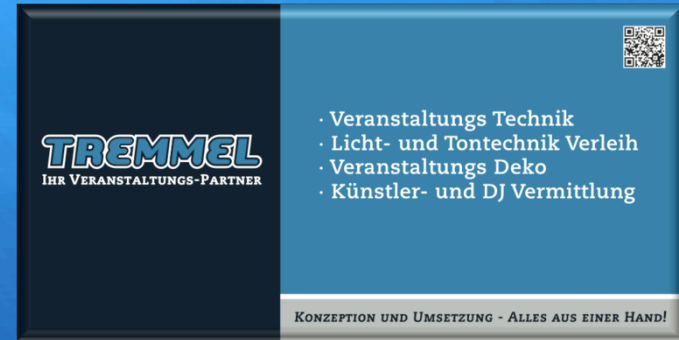 TREMMEL
IHR VERANSTALTUNGS-PARTNER
· Veranstaltungs Technik
· Licht- und Tontechnik Verleih
· Veranstaltungs Deko
· Künstler- und DJ Vermittlung
KONZEPTION UND UMSETZUNG - ALLES AUS EINER HAND!